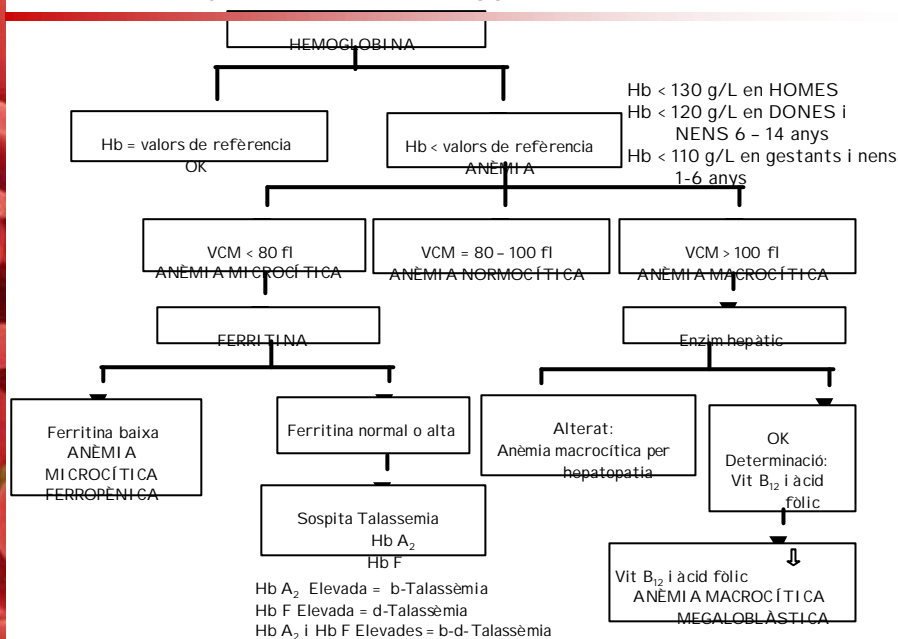 HEMOGLOBINA
Hb = valors de refèrencia
OK
Hb < valors de refèrencia
ANÈMIA
Hb < 130 g/L en HOMES
Hb < 120 g/L en DONES i
NENS 6 – 14 anys
Hb < 110 g/L en gestants i nens
1-6 anys
VCM < 80 fl
ANÈMIA MICROCÍTICA
VCM = 80 – 100 fl
ANÈMIA NORMOCÍTICA
VCM > 100 fl
ANÈMIA MACROCÍTICA
FERRITINA
Enzim hepàtic
Ferritina baixa
ANÈMIA
MICROCÍTICA
FERROPÈNICA
Ferritina normal o alta
Alterat:
Anèmia macrocítica per
hepatopatia
OK
Determinació:
Vit B₁₂ i àcid
fòlic
Sospita Talassemia
Hb A₂
Hb F
Hb A₂ Elevada = b-Talassèmia
Hb F Elevada = d-Talassèmia
Hb A₂ i Hb F Elevades = b-d- Talassèmia
⇩
Vit B₁₂ i àcid fòlic
ANÈMIA MACROCÍTICA
MEGALOBLÀSTICA